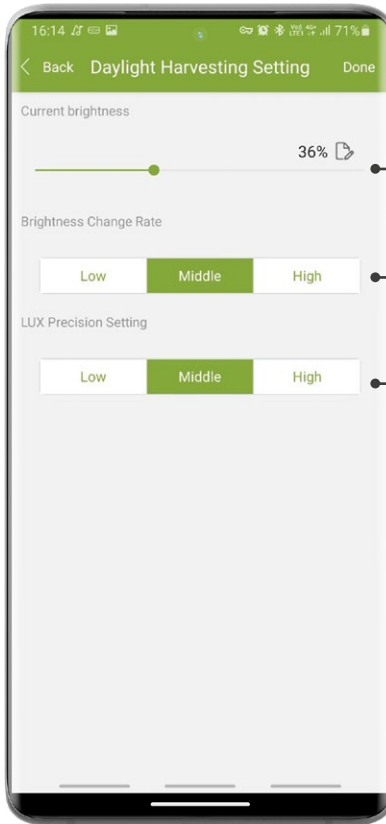 16:14 71%
Back Daylight Harvesting Setting Done
Current brightness
36%
Brightness Change Rate
Low Middle High
LUX Precision Setting
Low Middle High